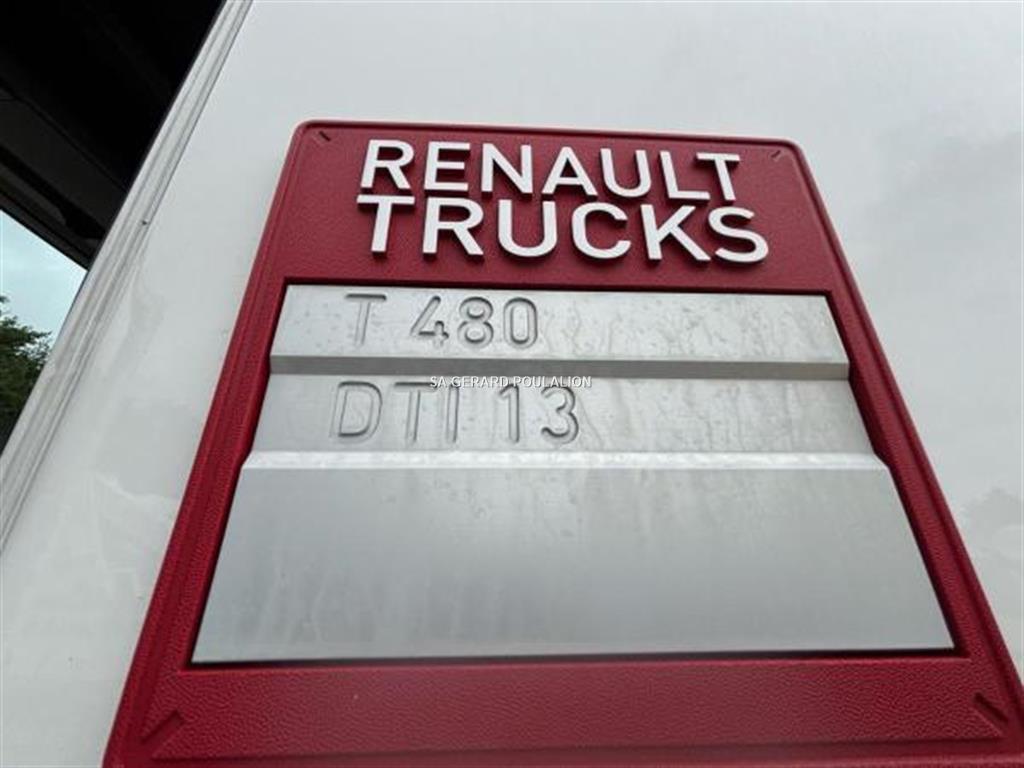 RENAULT
TRUCKS
T 480
SA GERARD POULALION
DTI 13